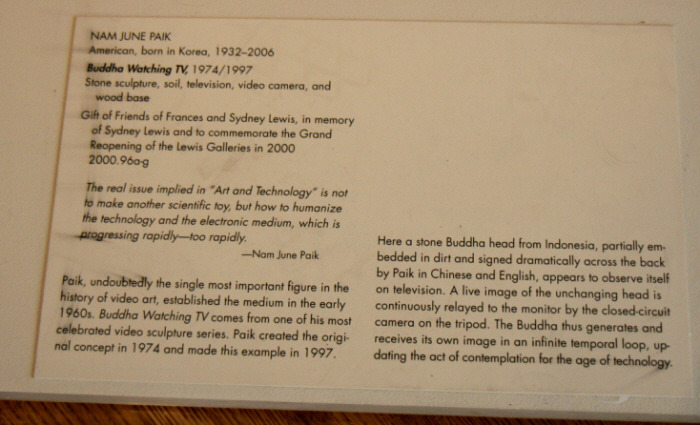 NAM JUNE PAIK
American, born in Korea, 1932–2006
Buddha Watching TV, 1974/1997
Stone sculpture, soil, television, video camera, and
wood base
Gift of Friends of Frances and Sydney Lewis, in memory
of Sydney Lewis and to commemorate the Grand
Reopening of the Lewis Galleries in 2000
2000.96a-g
The real issue implied in “Art and Technology” is not
to make another scientific toy, but how to humanize
the technology and the electronic medium, which is
progressing rapidly—too rapidly.
—Nam June Paik
Paik, undoubtedly the single most important figure in the
history of video art, established the medium in the early
1960s. Buddha Watching TV comes from one of his most
celebrated video sculpture series. Paik created the origi-
nal concept in 1974 and made this example in 1997.
Here a stone Buddha head from Indonesia, partially em-
bedded in dirt and signed dramatically across the back
by Paik in Chinese and English, appears to observe itself
on television. A live image of the unchanging head is
continuously relayed to the monitor by the closed-circuit
camera on the tripod. The Buddha thus generates and
receives its own image in an infinite temporal loop, up-
dating the act of contemplation for the age of technology.